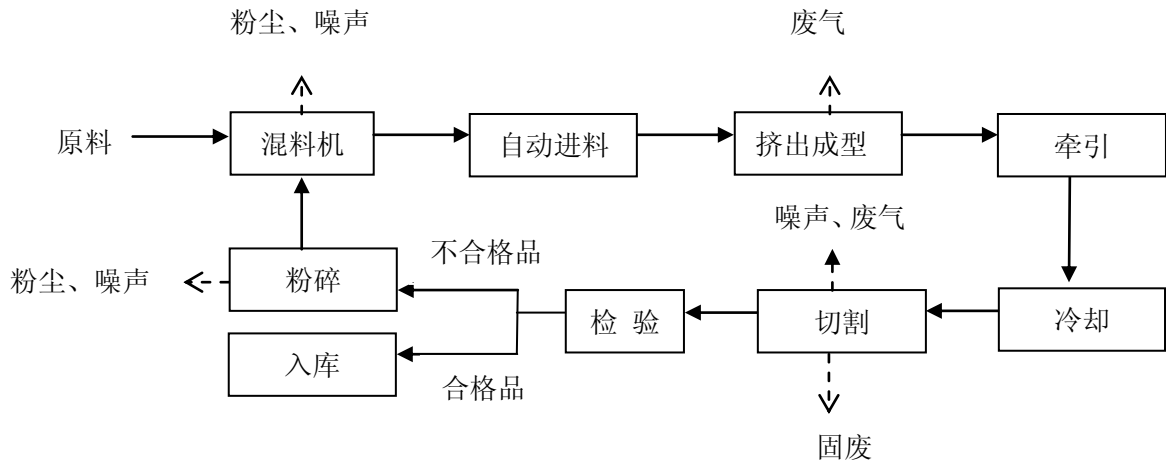 粉尘、噪声
废气
原料
混料机
自动进料
挤出成型
牵引
噪声、废气
不合格品
粉尘、噪声
粉碎
检 验
切割
冷却
入库
合格品
固废